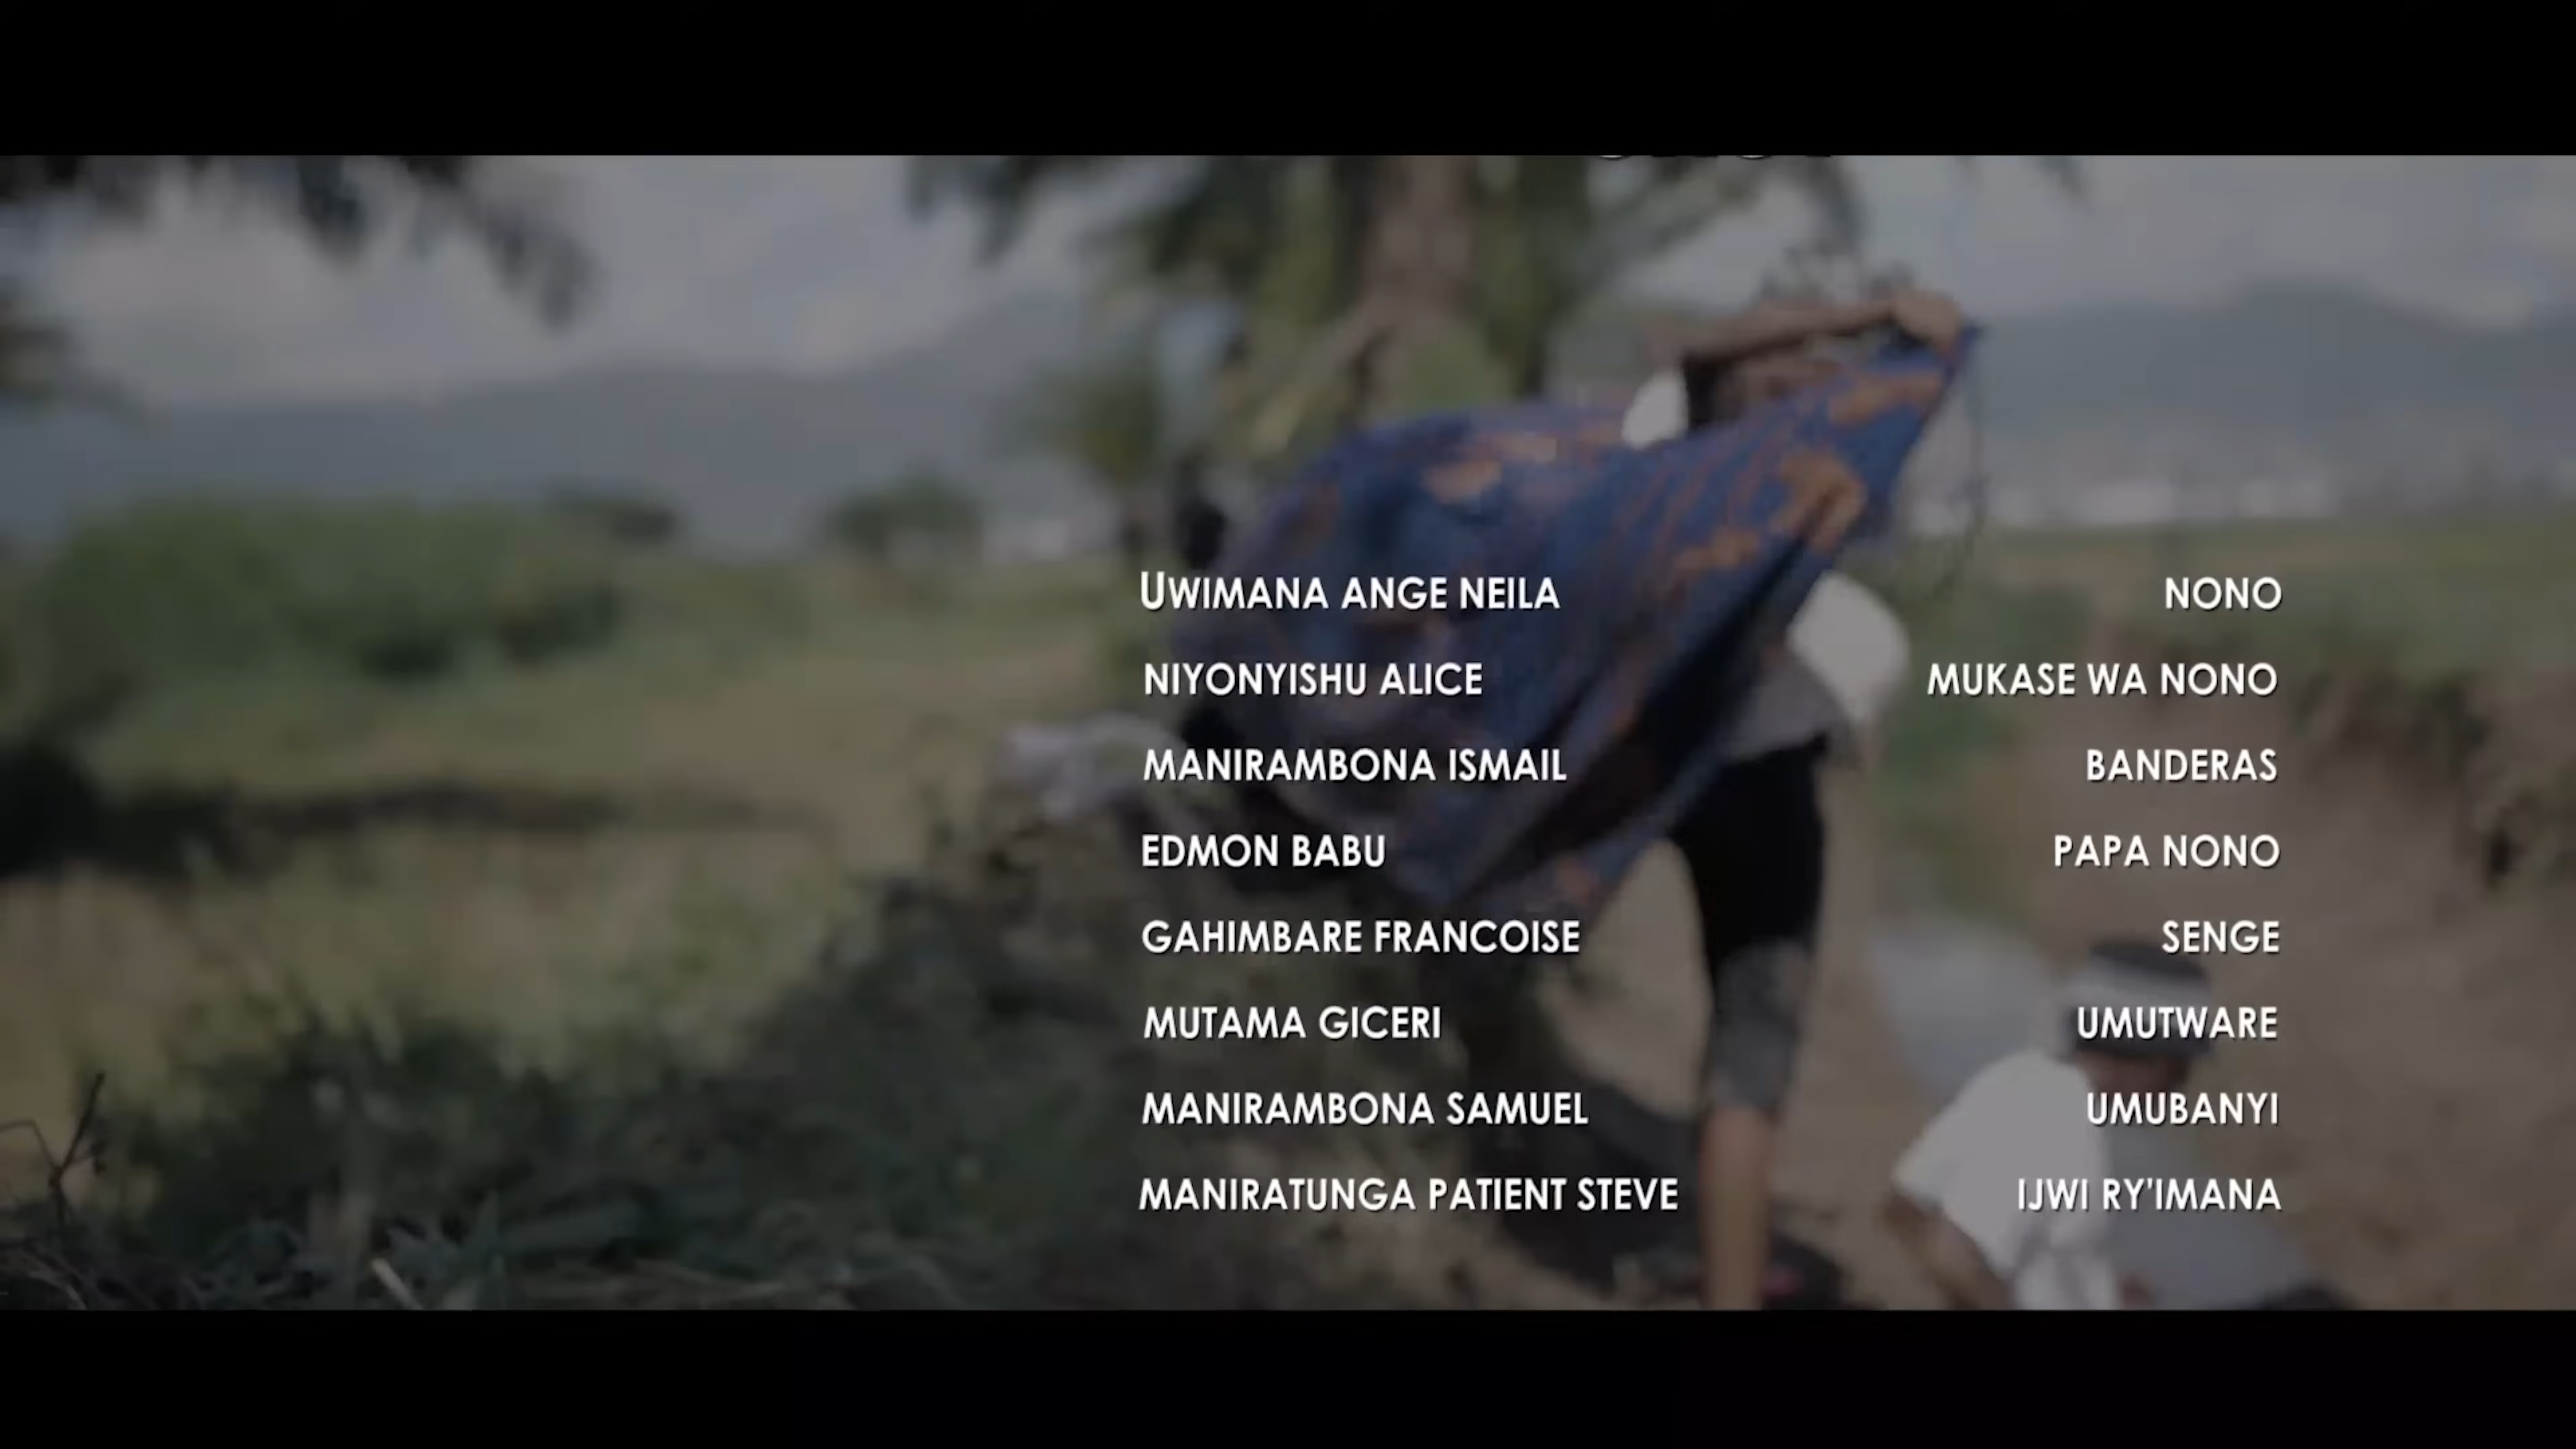 UWIMANA ANGE NEILA NONO
NIYONYISHU ALICE MUKASE WA NONO
MANIRAMBONA ISMAIL BANDERAS
EDMON BABU PAPA NONO
GAHIMBARE FRANCOISE SENGE
MUTAMA GICERI UMUTWARE
MANIRAMBONA SAMUEL UMUBANYI
MANIRATUNGA PATIENT STEVE IJWI RY'IMANA